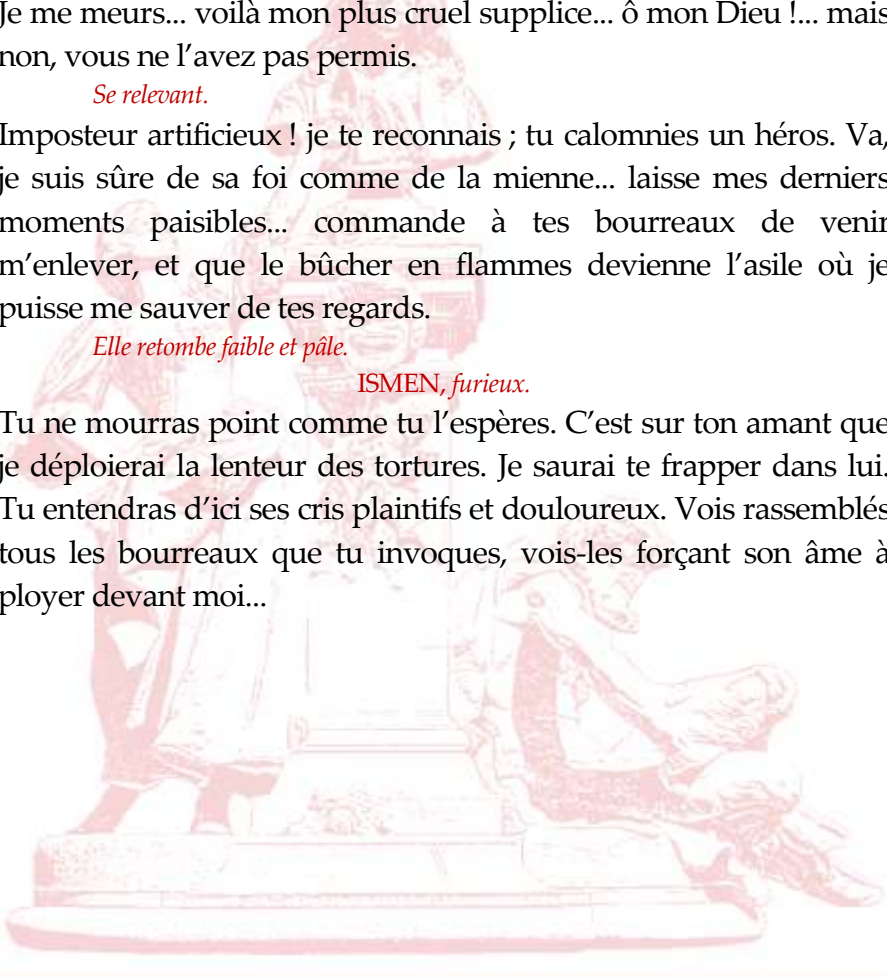 Je me meurs... voilà mon plus cruel supplice... ô mon Dieu !... mais
non, vous ne l’avez pas permis.
Se relevant.
Imposteur artificieux ! je te reconnais ; tu calomnies un héros. Va,
je suis sûre de sa foi comme de la mienne... laisse mes derniers
moments paisibles... commande à tes bourreaux de venir
m’enlever, et que le bûcher en flammes devienne l’asile où je
puisse me sauver de tes regards.
Elle retombe faible et pâle.
ISMEN, furieux.
Tu ne mourras point comme tu l’espères. C’est sur ton amant que
je déploierai la lenteur des tortures. Je saurai te frapper dans lui.
Tu entendras d’ici ses cris plaintifs et douloureux. Vois rassemblés
tous les bourreaux que tu invoques, vois-les forçant son âme à
ployer devant moi...